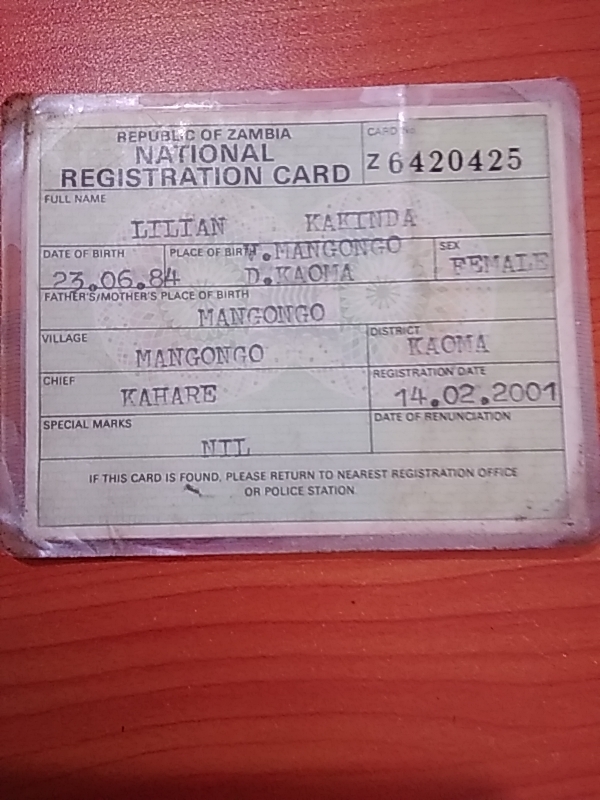 REPUBLIC OF ZAMBIA
NATIONAL
REGISTRATION CARD
CARD No.
Z 6420425
FULL NAME
LILIAN KAKINDA
DATE OF BIRTH
23.06.84
PLACE OF BIRTH
V.MANGONGO
D.KAOMA
SEX
FEMALE
FATHER'S/MOTHER'S PLACE OF BIRTH
MANGONGO
VILLAGE
MANGONGO
DISTRICT
KAOMA
CHIEF
KAHARE
REGISTRATION DATE
14.02.2001
SPECIAL MARKS
NIL
DATE OF RENUNCIATION
IF THIS CARD IS FOUND, PLEASE RETURN TO NEAREST REGISTRATION OFFICE
OR POLICE STATION